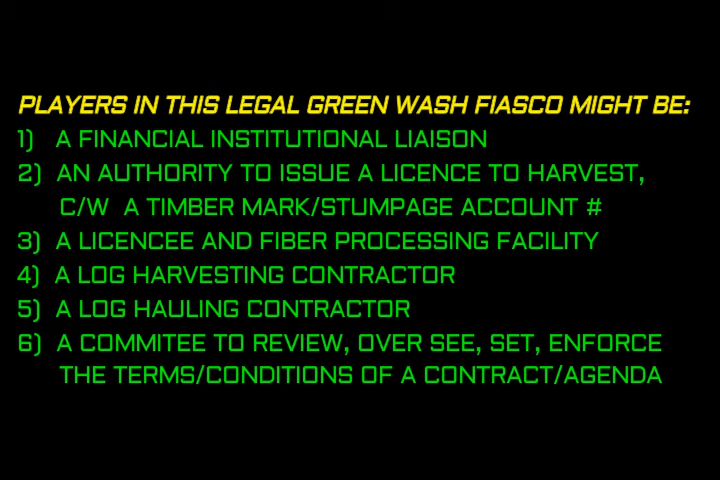 PLAYERS IN THIS LEGAL GREEN WASH FIASCO MIGHT BE:
1) A FINANCIAL INSTITUTIONAL LIAISON
2) AN AUTHORITY TO ISSUE A LICENCE TO HARVEST,
C/W A TIMBER MARK/STUMPAGE ACCOUNT #
3) A LICENCEE AND FIBER PROCESSING FACILITY
4) A LOG HARVESTING CONTRACTOR
5) A LOG HAULING CONTRACTOR
6) A COMMITEE TO REVIEW, OVER SEE, SET, ENFORCE
THE TERMS/CONDITIONS OF A CONTRACT/AGENDA